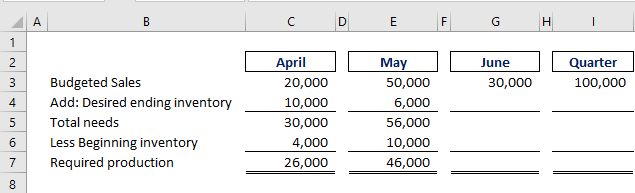 A B C D E F G H I
1
2 April May June Quarter
3 Budgeted Sales 20,000 50,000 30,000 100,000
4 Add: Desired ending inventory 10,000 6,000
5 Total needs 30,000 56,000
6 Less Beginning inventory 4,000 10,000
7 Required production 26,000 46,000
8